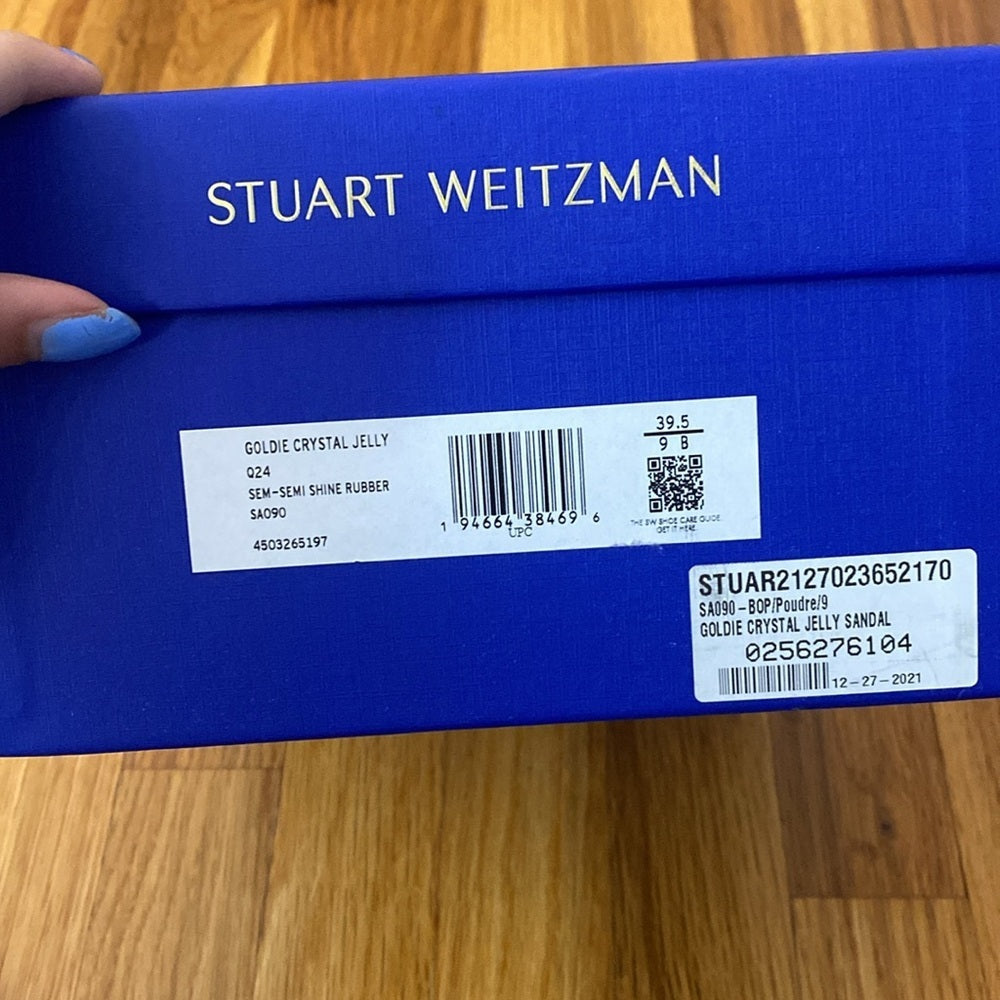 STUART WEITZMAN
GOLDIE CRYSTAL JELLY
Q24
SEM-SEMI SHINE RUBBER
SA090
4503265197
1 94664 38469 6
UPC
39.5
9 B
THE SW SHOE CARE GUIDE.
GET IT HERE.
STUAR2127023652170
SA090-BOP/Poudre/9
GOLDIE CRYSTAL JELLY SANDAL
0256276104
12-27-2021